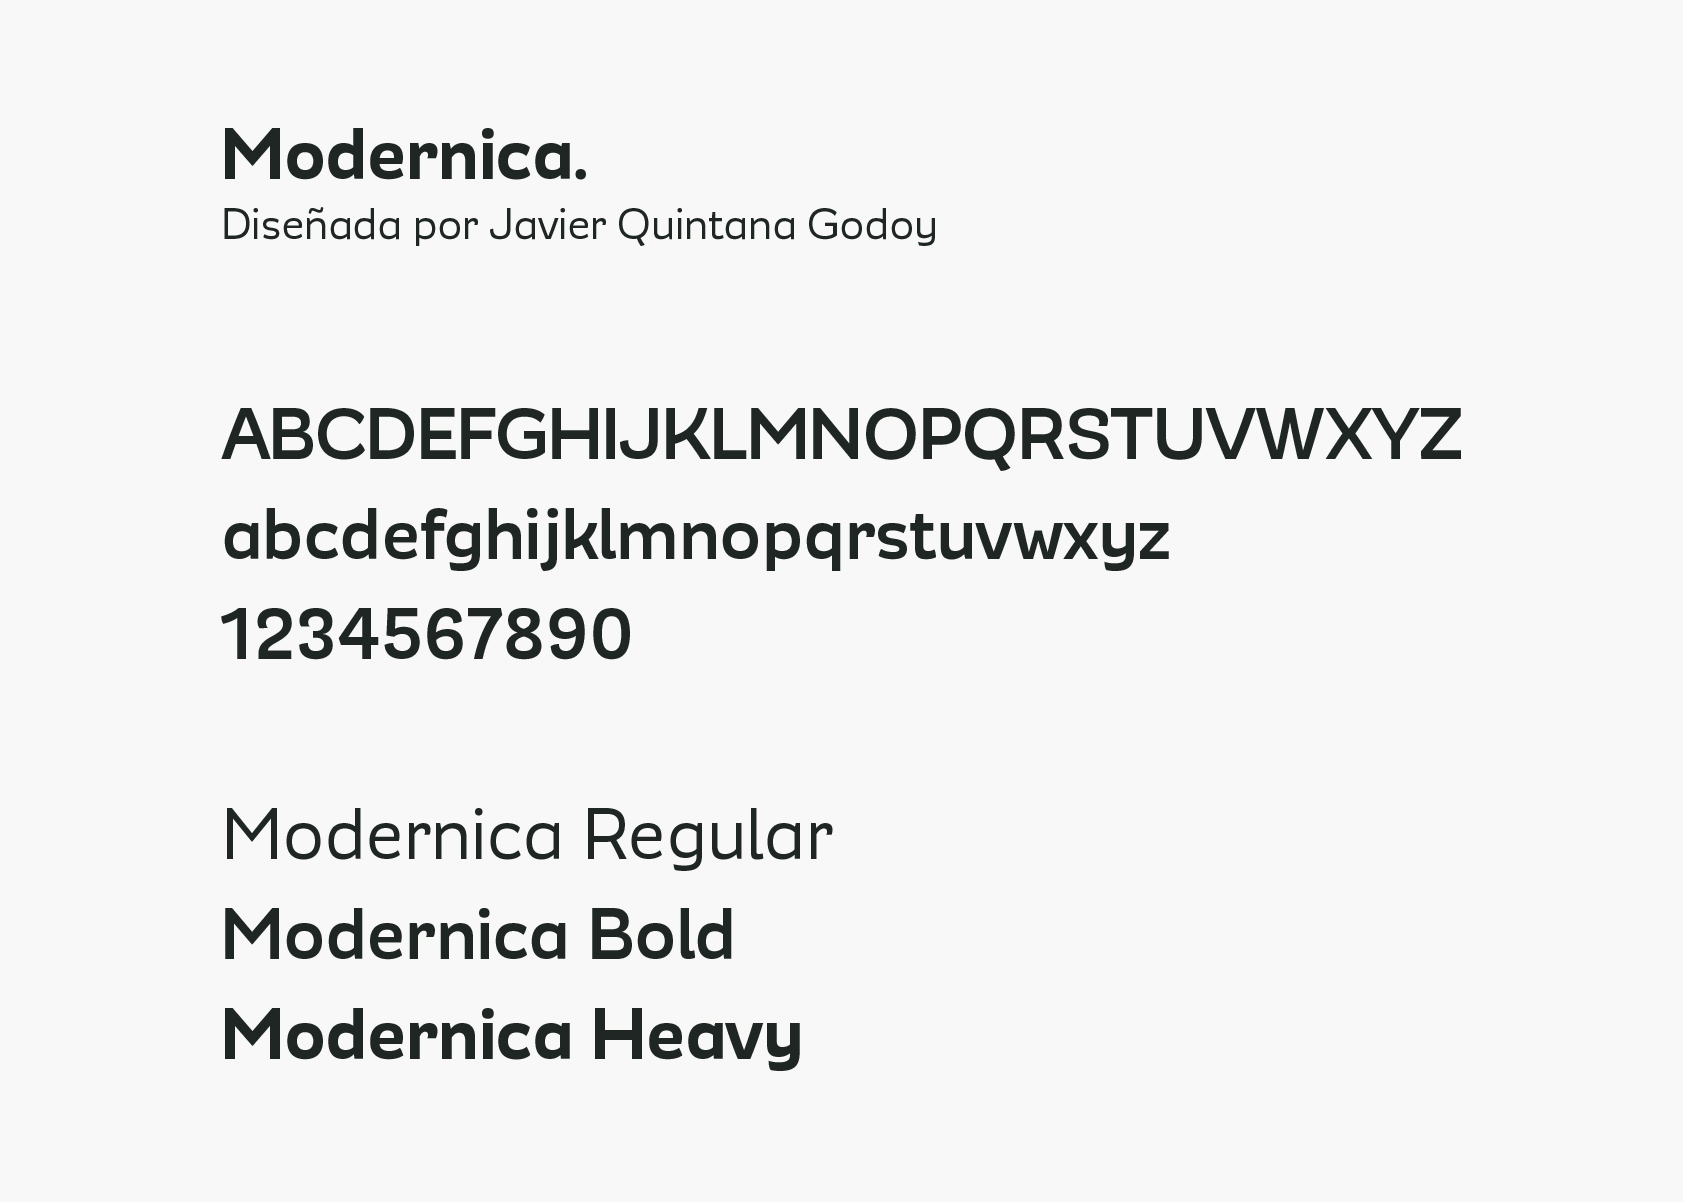 Modernica.
Diseñada por Javier Quintana Godoy
ABCDEFGHIJKLMNOPQRSTUVWXYZ
abcdefghijklmnopqrstuvwxyz
1234567890
Modernica Regular
Modernica Bold
Modernica Heavy